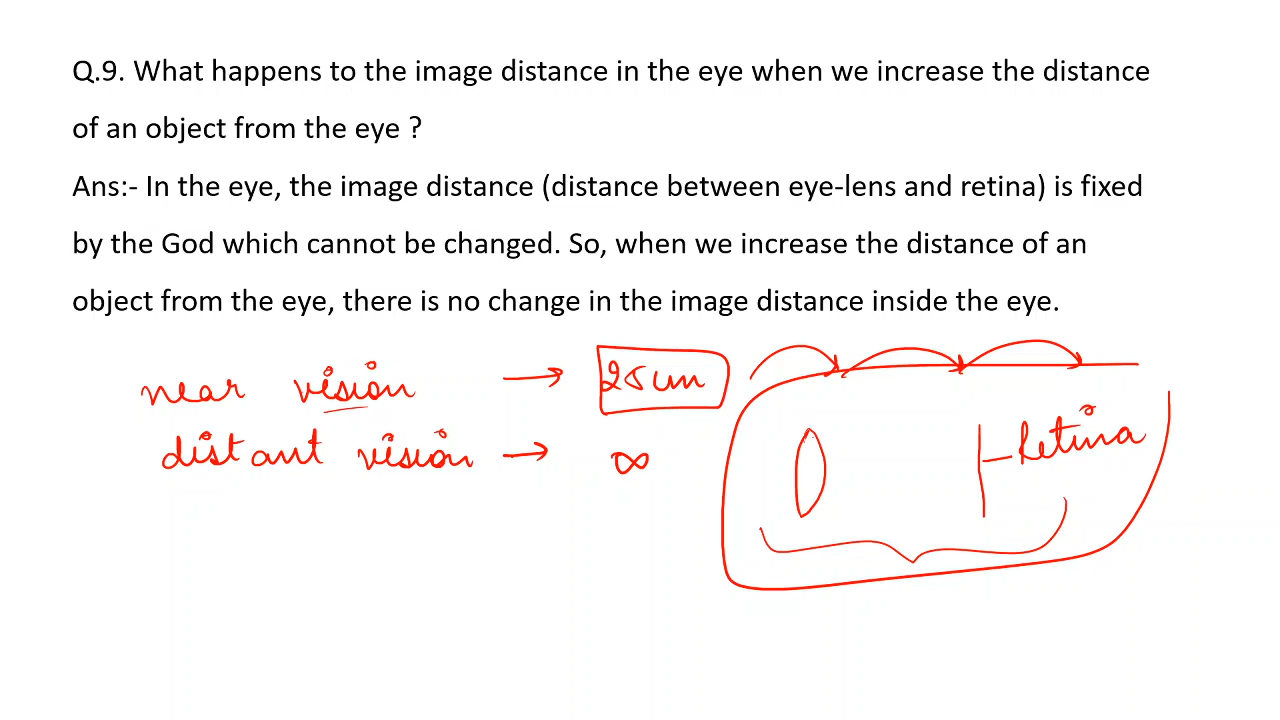 Q.9. What happens to the image distance in the eye when we increase the distance
of an object from the eye ?
Ans:- In the eye, the image distance (distance between eye-lens and retina) is fixed
by the God which cannot be changed. So, when we increase the distance of an
object from the eye, there is no change in the image distance inside the eye.
near vision → 25 cm
distant vision → ∞
Retina